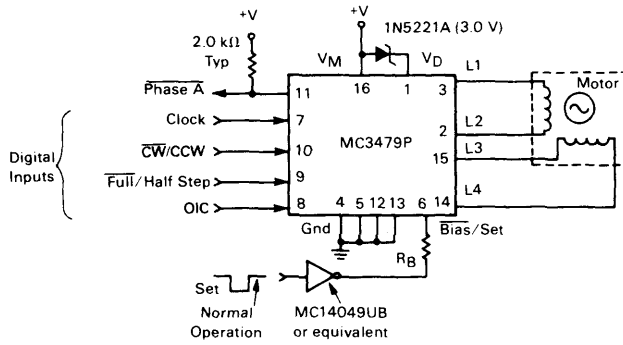 +V
+V
1N5221A (3.0 V)
2.0 kΩ
Typ
VM
VD
L1
Motor
Phase A
11
16
1
3
Clock
7
L2
2
Digital
Inputs
CW/CCW
10
MC3479P
L3
15
Full/Half Step
9
OIC
8
4
5
12
13
6
14
L4
Gnd
Bias/Set
RB
Set
Normal
Operation
MC14049UB
or equivalent